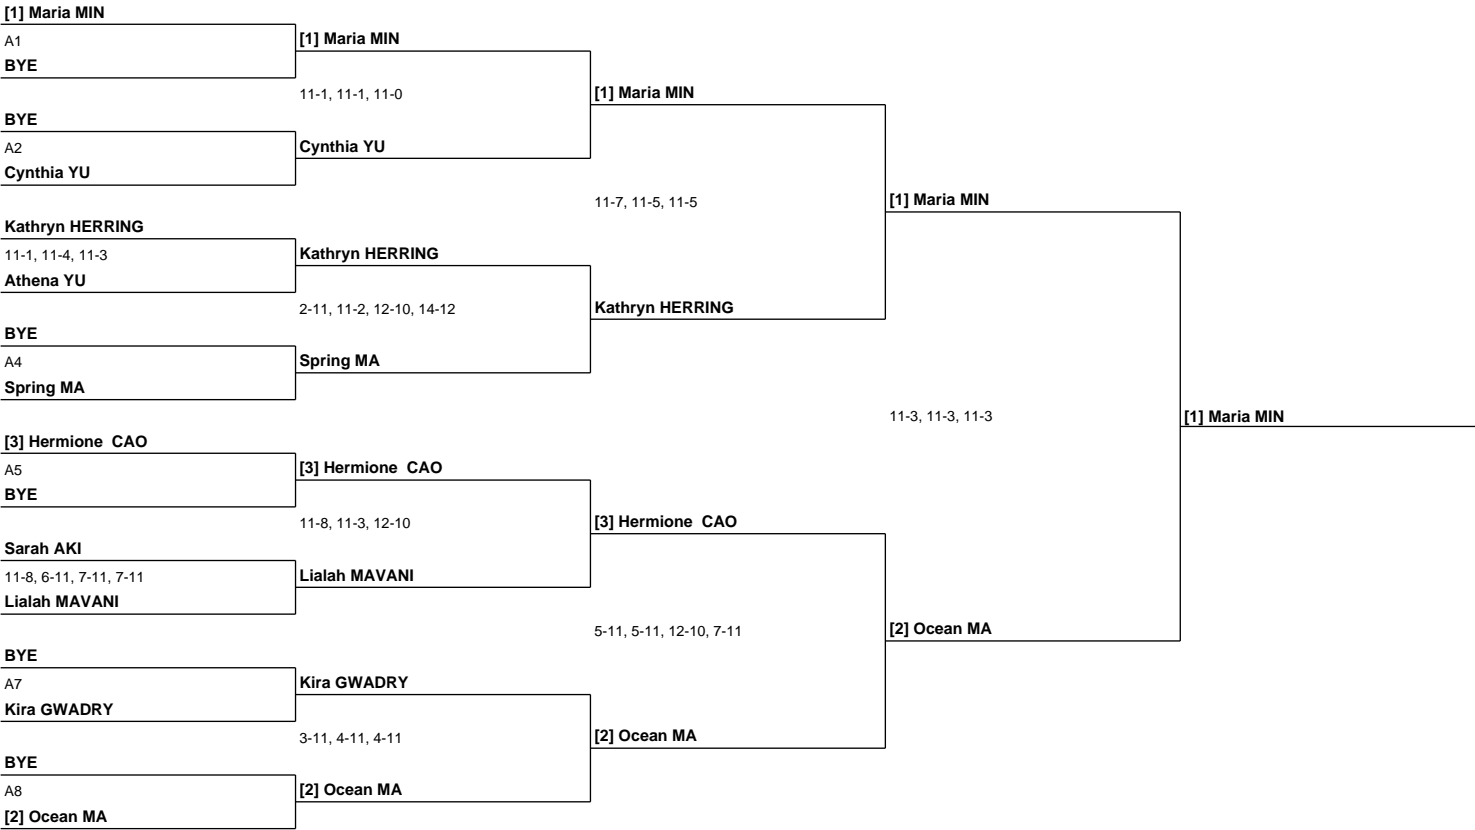 [1] Maria MIN
A1
BYE
BYE
A2
Cynthia YU
Kathryn HERRING
11-1, 11-4, 11-3
Athena YU
BYE
A4
Spring MA
[3] Hermione  CAO
A5
BYE
Sarah AKI
11-8, 6-11, 7-11, 7-11
Lialah MAVANI
BYE
A7
Kira GWADRY
BYE
A8
[2] Ocean MA
[1] Maria MIN
11-1, 11-1, 11-0
Cynthia YU
Kathryn HERRING
2-11, 11-2, 12-10, 14-12
Spring MA
[3] Hermione  CAO
11-8, 11-3, 12-10
Lialah MAVANI
Kira GWADRY
3-11, 4-11, 4-11
[2] Ocean MA
[1] Maria MIN
11-7, 11-5, 11-5
Kathryn HERRING
[3] Hermione  CAO
5-11, 5-11, 12-10, 7-11
[2] Ocean MA
[1] Maria MIN
11-3, 11-3, 11-3
[2] Ocean MA
[1] Maria MIN